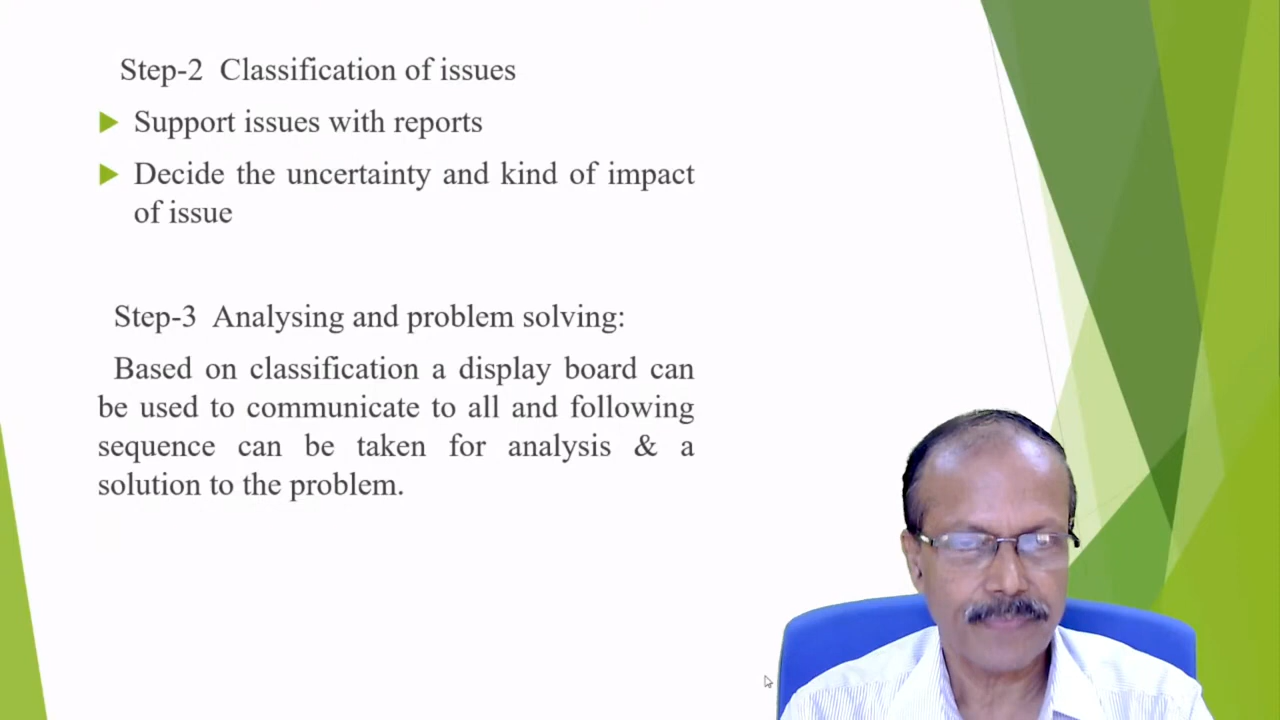 Step-2 Classification of issues
Support issues with reports
Decide the uncertainty and kind of impact
of issue
Step-3 Analysing and problem solving:
Based on classification a display board can
be used to communicate to all and following
sequence can be taken for analysis & a
solution to the problem.